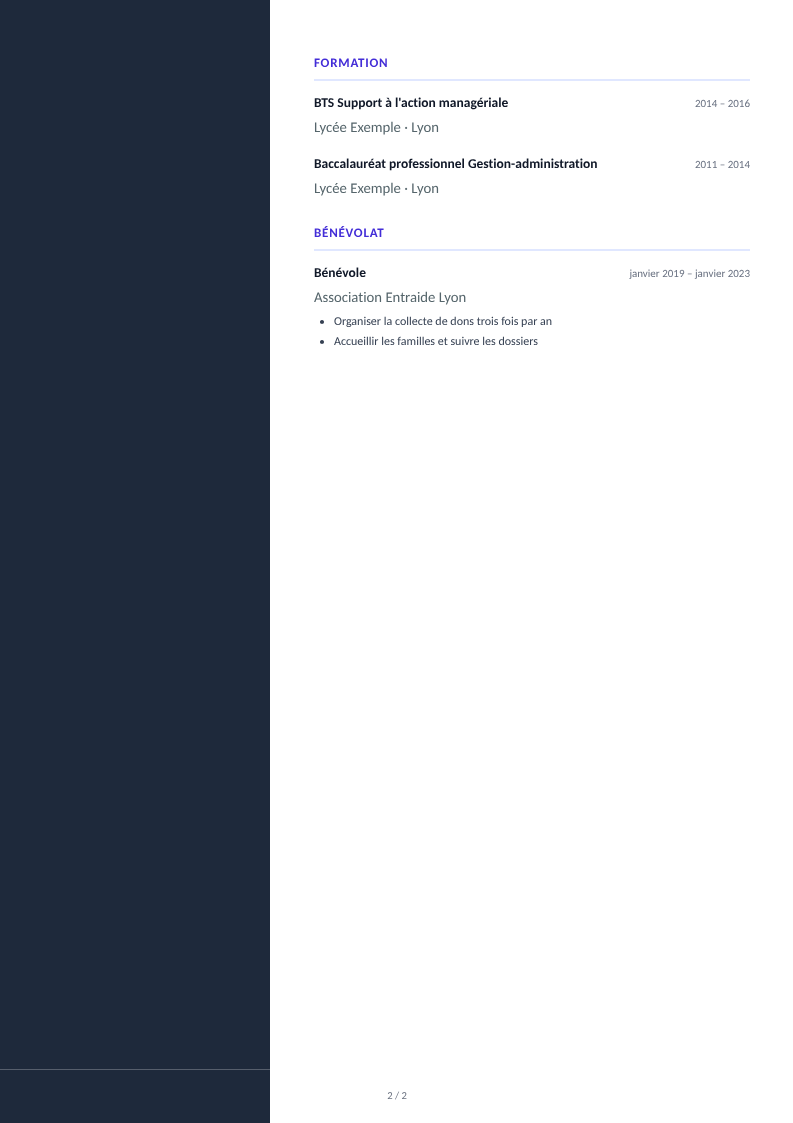 FORMATION
BTS Support à l'action managériale 2014 – 2016
Lycée Exemple · Lyon
Baccalauréat professionnel Gestion-administration 2011 – 2014
Lycée Exemple · Lyon
BÉNÉVOLAT
Bénévole janvier 2019 – janvier 2023
Association Entraide Lyon
• Organiser la collecte de dons trois fois par an
• Accueillir les familles et suivre les dossiers
2 / 2